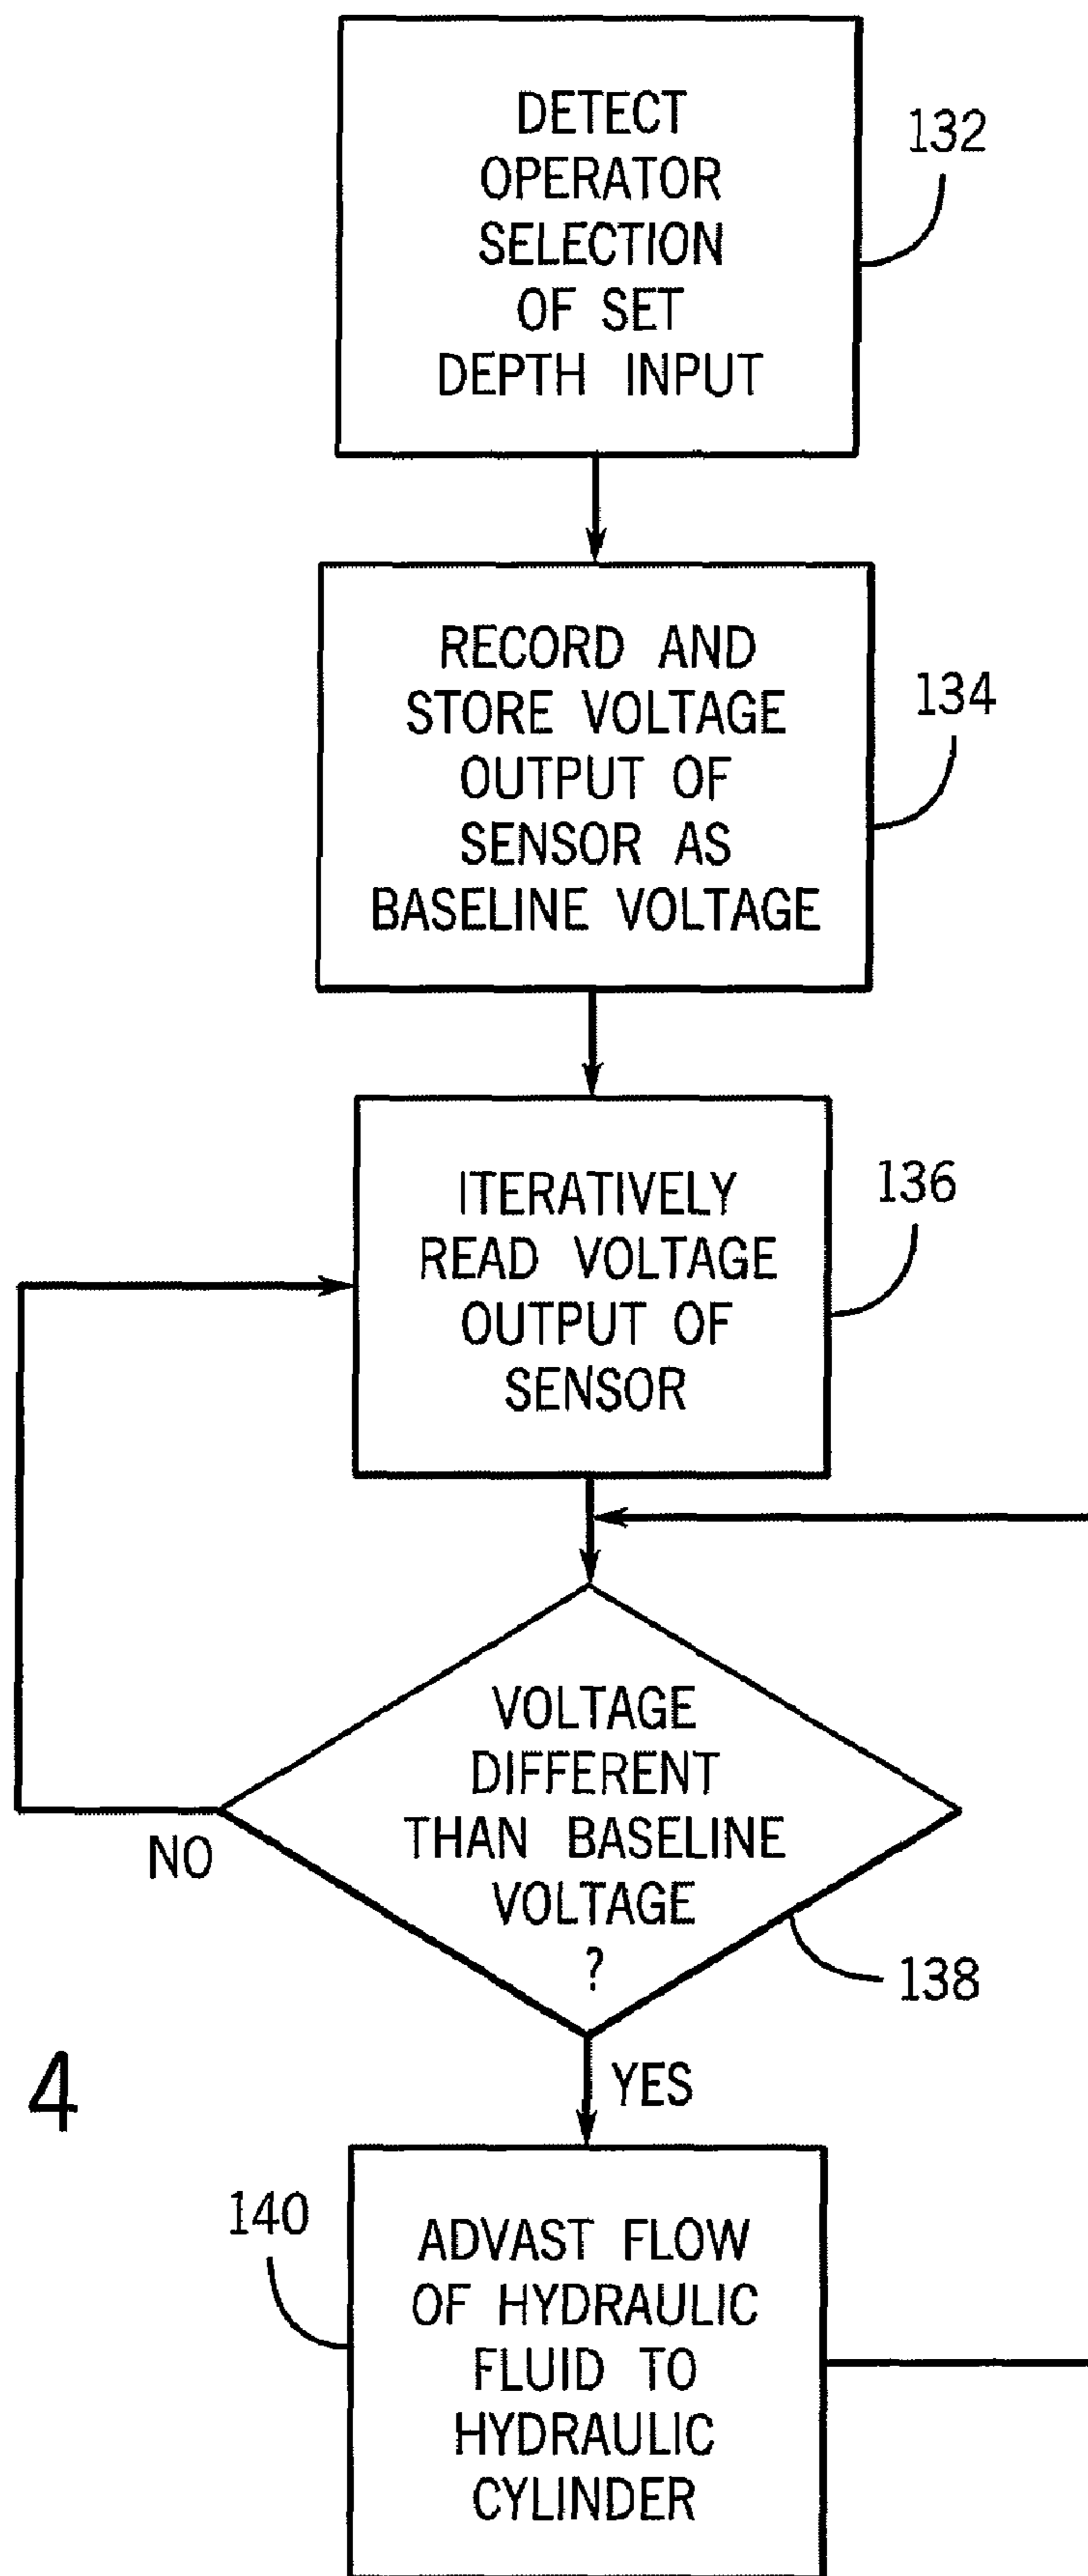 DETECT
OPERATOR
SELECTION
OF SET
DEPTH INPUT
132
RECORD AND
STORE VOLTAGE
OUTPUT OF
SENSOR AS
BASELINE VOLTAGE
134
ITERATIVELY
READ VOLTAGE
OUTPUT OF
SENSOR
136
VOLTAGE
DIFFERENT
THAN BASELINE
VOLTAGE
?
138
NO
YES
4
140
ADVAST FLOW
OF HYDRAULIC
FLUID TO
HYDRAULIC
CYLINDER